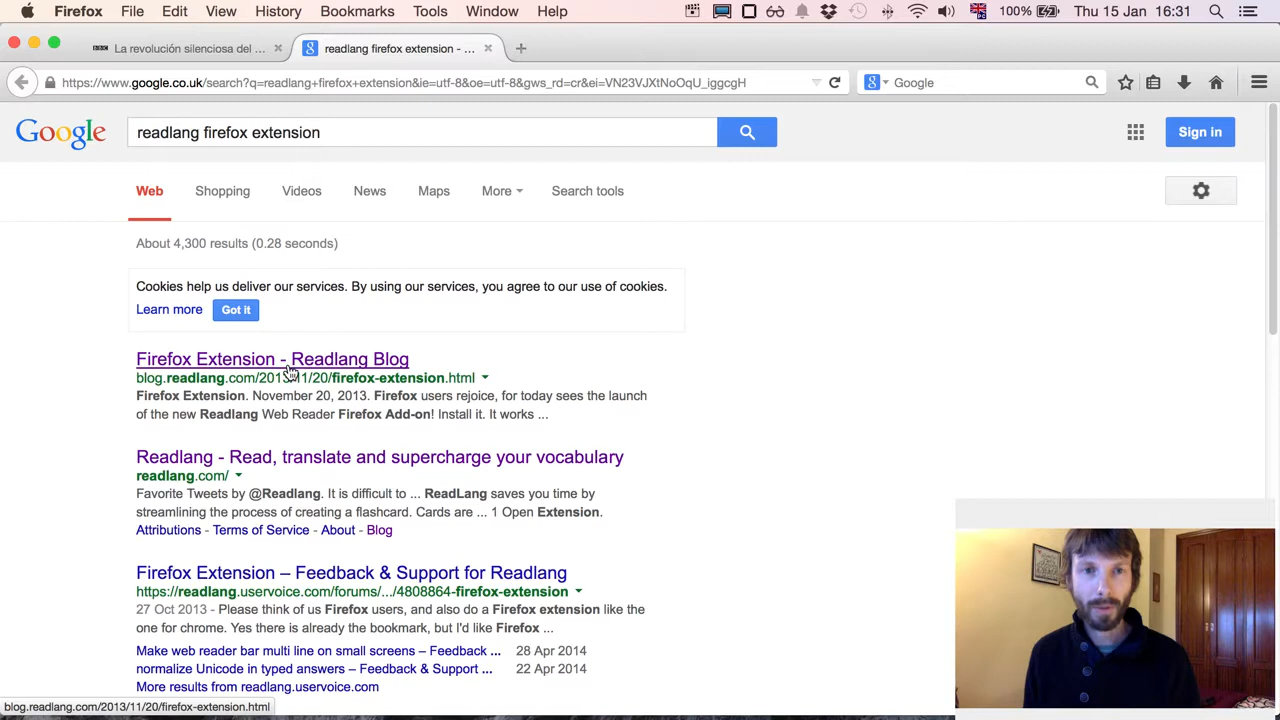 Firefox File Edit View History Bookmarks Tools Window Help 100% Thu 15 Jan 16:31
La revolución silenciosa del ... readlang firefox extension - ...
https://www.google.co.uk/search?q=readlang+firefox+extension&ie=utf-8&oe=utf-8&gws_rd=cr&ei=VN23VJXtNoOqU_iggcgH Google
Google readlang firefox extension Sign in
Web Shopping Videos News Maps More Search tools
About 4,300 results (0.28 seconds)
Cookies help us deliver our services. By using our services, you agree to our use of cookies.
Learn more Got it
Firefox Extension - Readlang Blog
blog.readlang.com/2013/11/20/firefox-extension.html
Firefox Extension. November 20, 2013. Firefox users rejoice, for today sees the launch
of the new Readlang Web Reader Firefox Add-on! Install it. It works ...
Readlang - Read, translate and supercharge your vocabulary
readlang.com/
Favorite Tweets by @Readlang. It is difficult to ... ReadLang saves you time by
streamlining the process of creating a flashcard. Cards are ... 1 Open Extension.
Attributions - Terms of Service - About - Blog
Firefox Extension – Feedback & Support for Readlang
https://readlang.uservoice.com/forums/.../4808864-firefox-extension
27 Oct 2013 - Please think of us Firefox users, and also do a Firefox extension like the
one for chrome. Yes there is already the bookmark, but I'd like Firefox ...
Make web reader bar multi line on small screens – Feedback ... 28 Apr 2014
normalize Unicode in typed answers – Feedback & Support ... 22 Apr 2014
More results from readlang.uservoice.com
blog.readlang.com/2013/11/20/firefox-extension.html